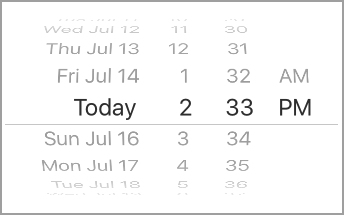 Wed Jul 12 11 30
Thu Jul 13 12 31
Fri Jul 14 1 32 AM
Today 2 33 PM
Sun Jul 16 3 34
Mon Jul 17 4 35
Tue Jul 18 5 36